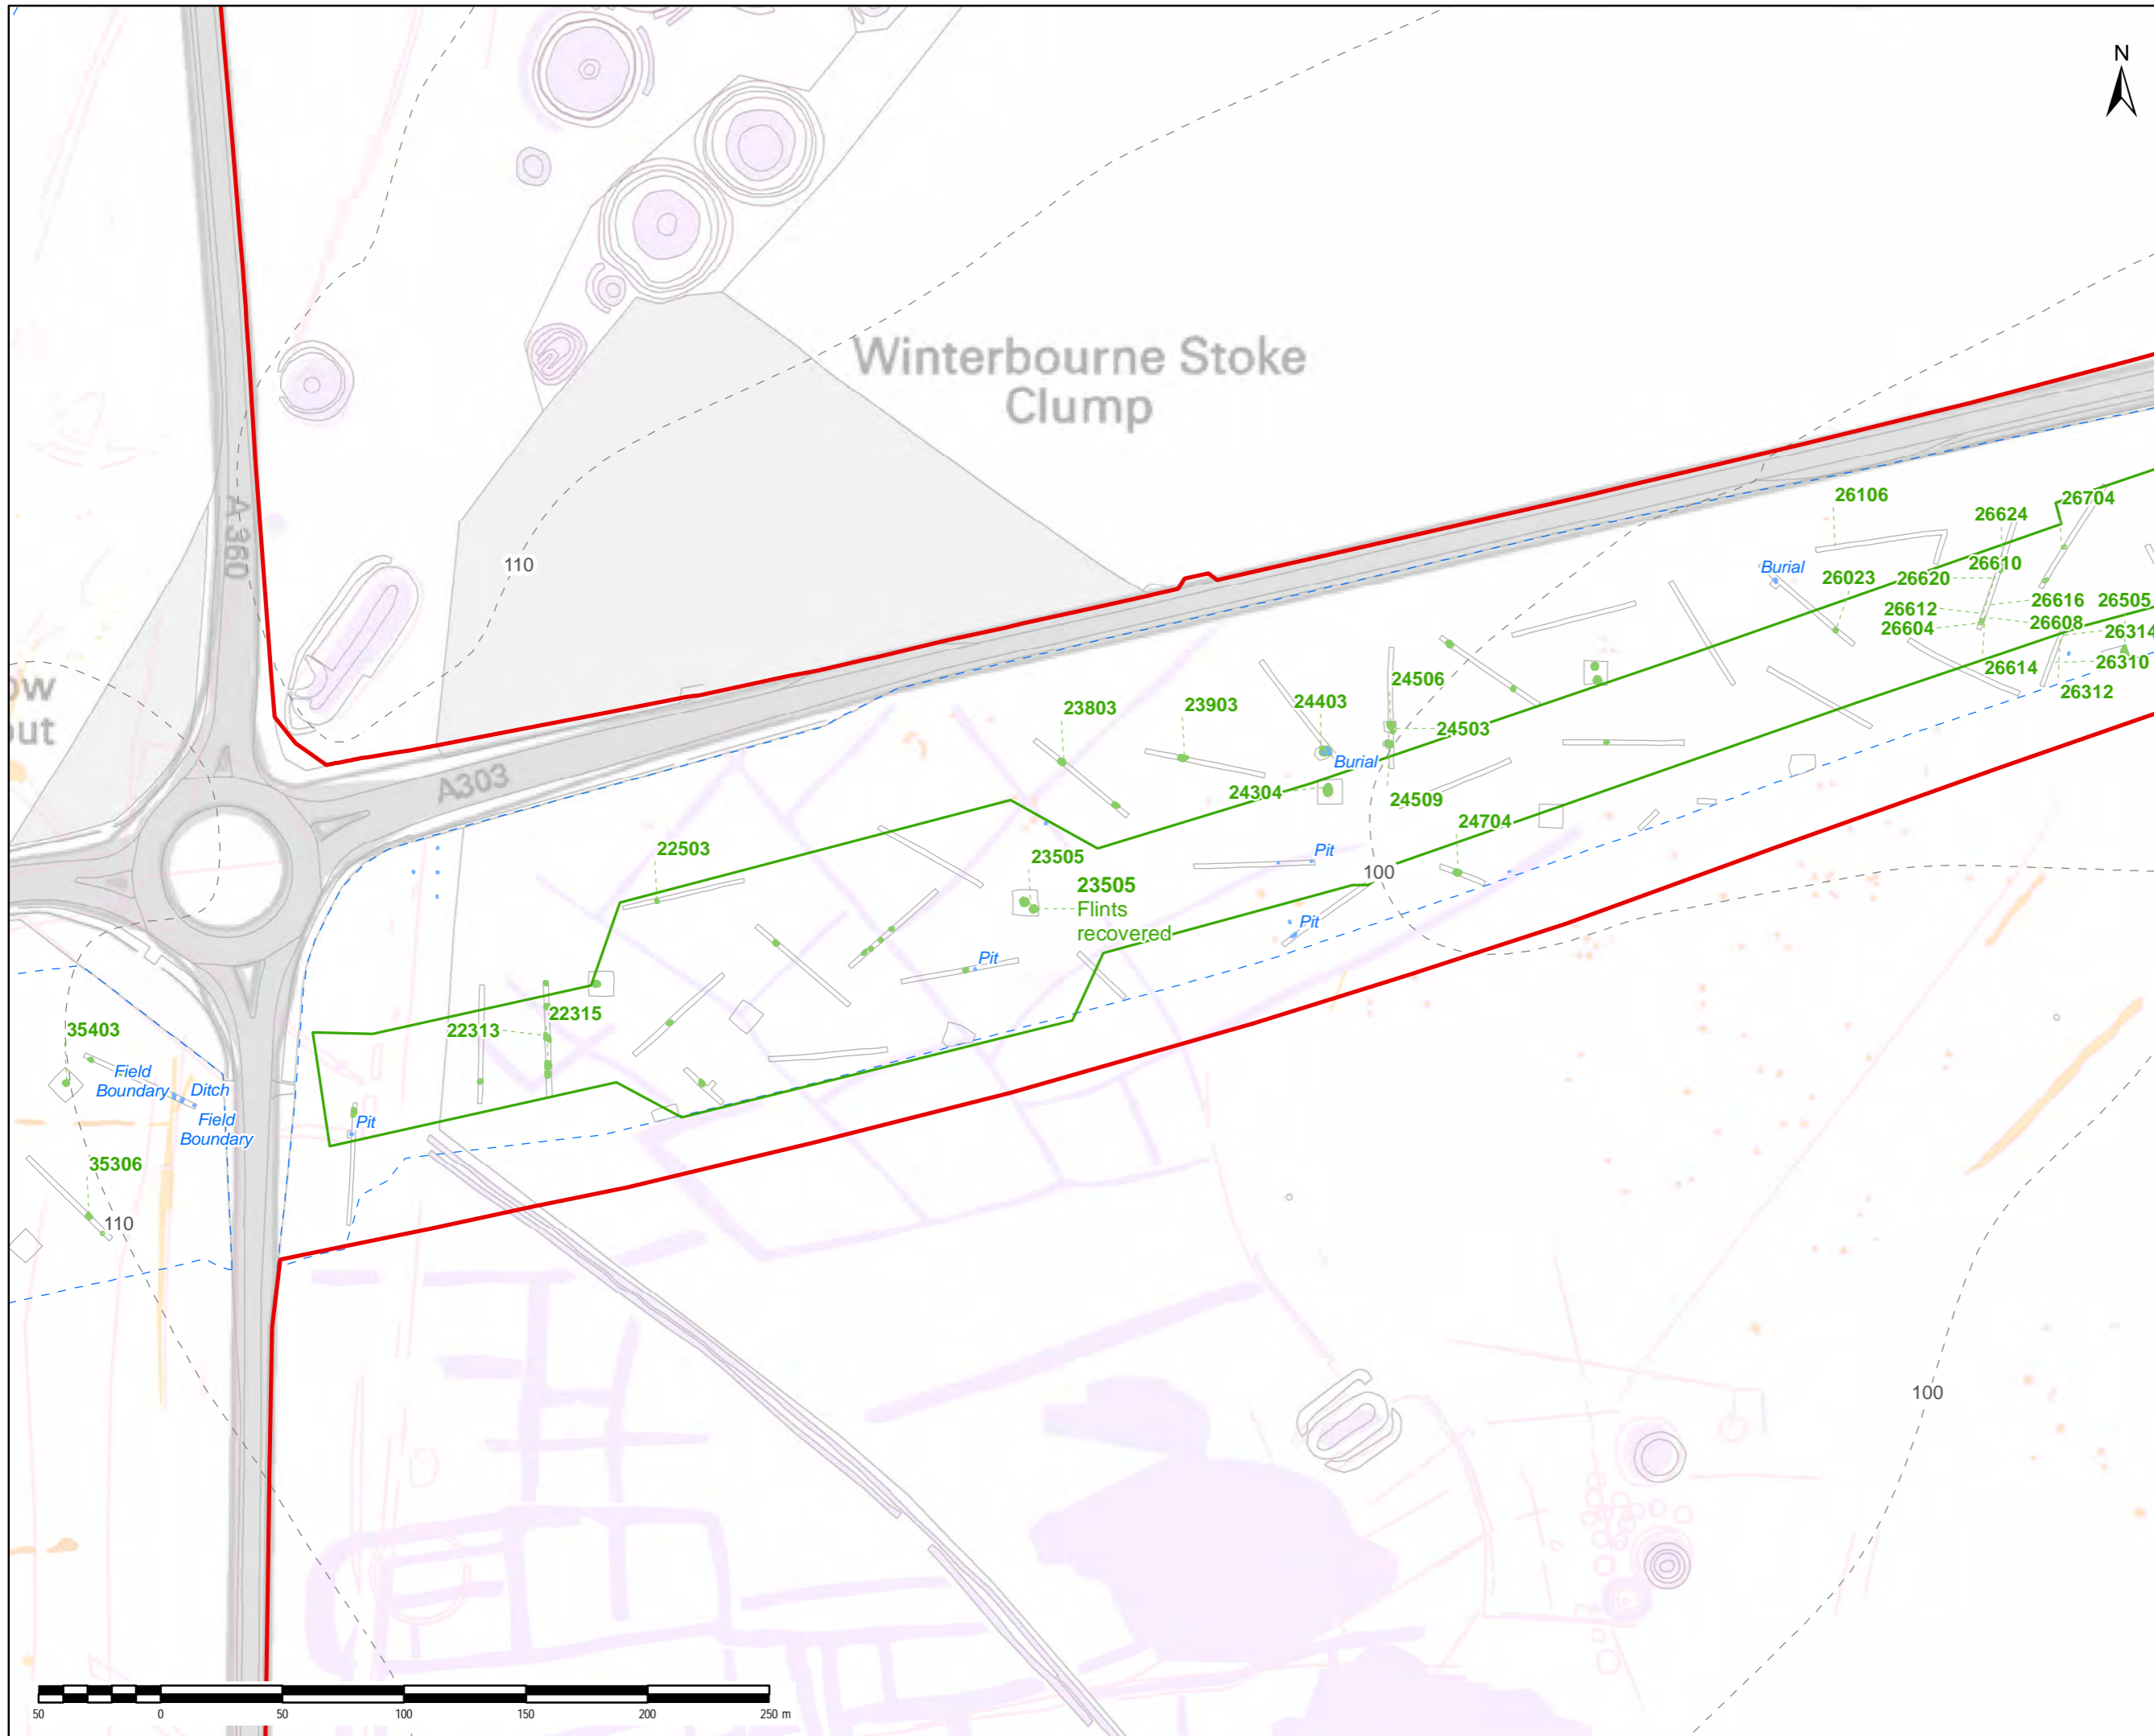 N
Winterbourne Stoke
Clump
A360
110
A303
ow
out
26106
26704
26624
26610
Burial
26023
26620
26616
26505
26612
26608
26604
26314
26614
26310
26312
24506
23803
23903
24403
24503
Burial
24304
24509
24704
22503
Pit
23505
100
23505
Flints
recovered
Pit
Pit
22315
22313
35403
Field
Boundary
Ditch
Field
Boundary
Pit
35306
110
100
50
0
50
100
150
200
250 m